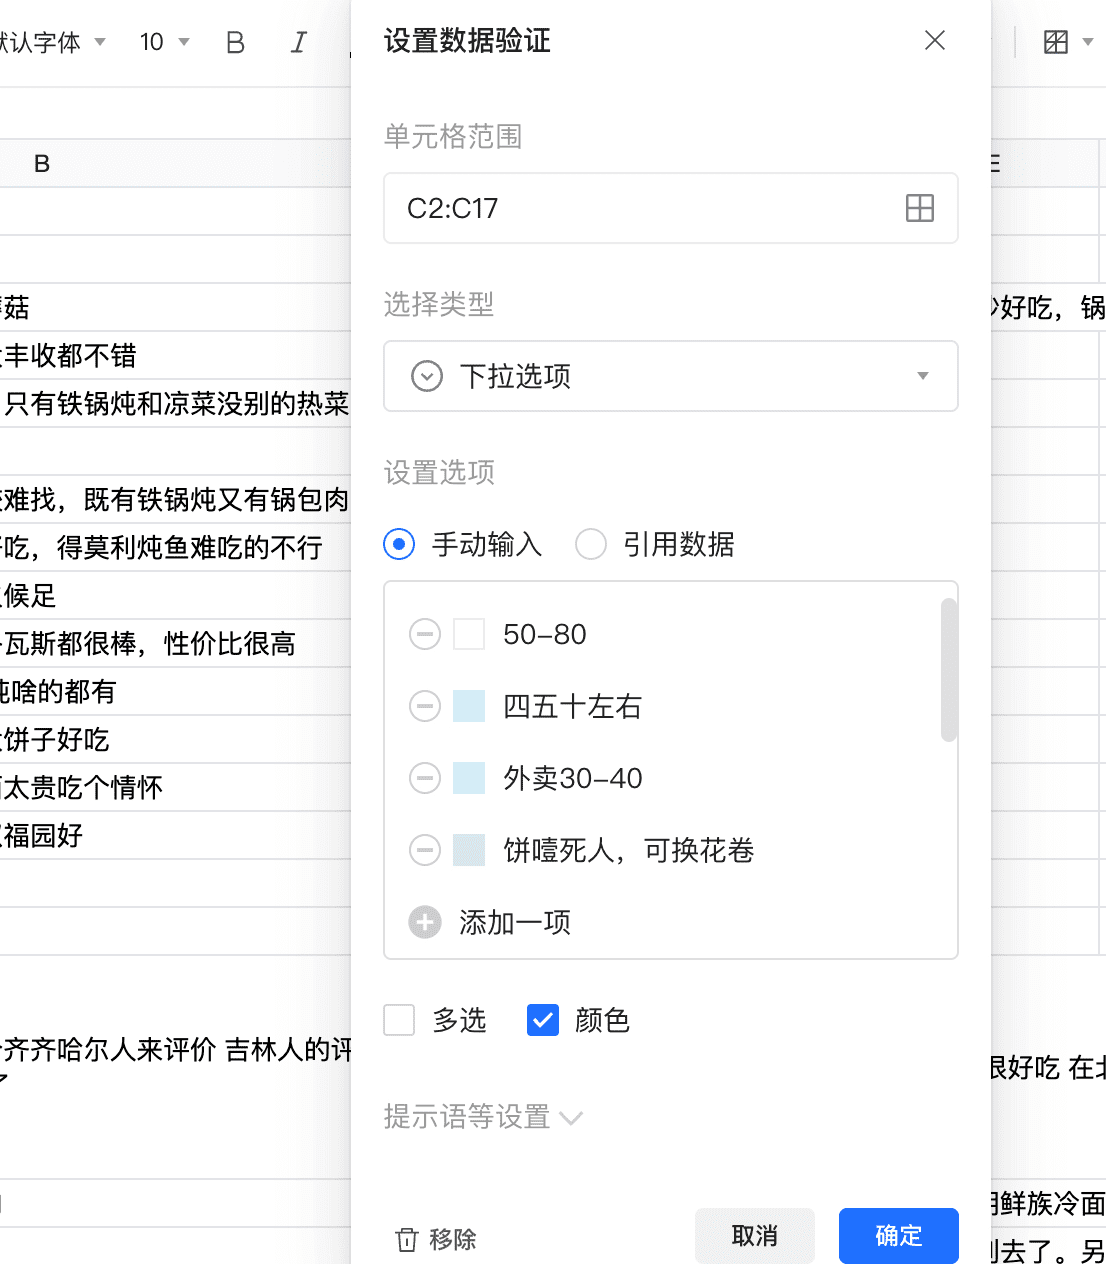 默认字体 10 B I
设置数据验证
B
E
单元格范围
C2:C17
选择类型
菇
好吃，锅
丰收都不错
下拉选项
只有铁锅炖和凉菜没别的热菜
设置选项
难找，既有铁锅炖又有锅包肉
吃，得莫利炖鱼难吃的不行
手动输入 引用数据
候足
瓦斯都很棒，性价比很高
50-80
炖啥的都有
四五十左右
饼子好吃
太贵吃个情怀
外卖30-40
福园好
饼噎死人，可换花卷
添加一项
多选 颜色
齐齐哈尔人来评价 吉林人的评
很好吃 在北
了
提示语等设置
朝鲜族冷面
移除 取消 确定
别去了。另